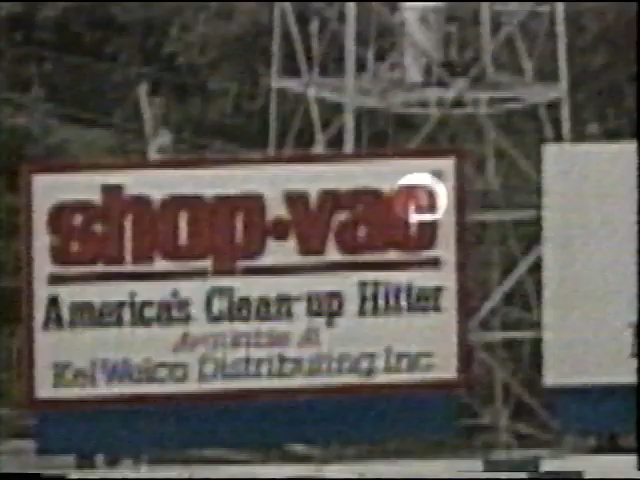 shop·vac
America's Clean-up Hitter
Kel Welco Distributing, Inc.